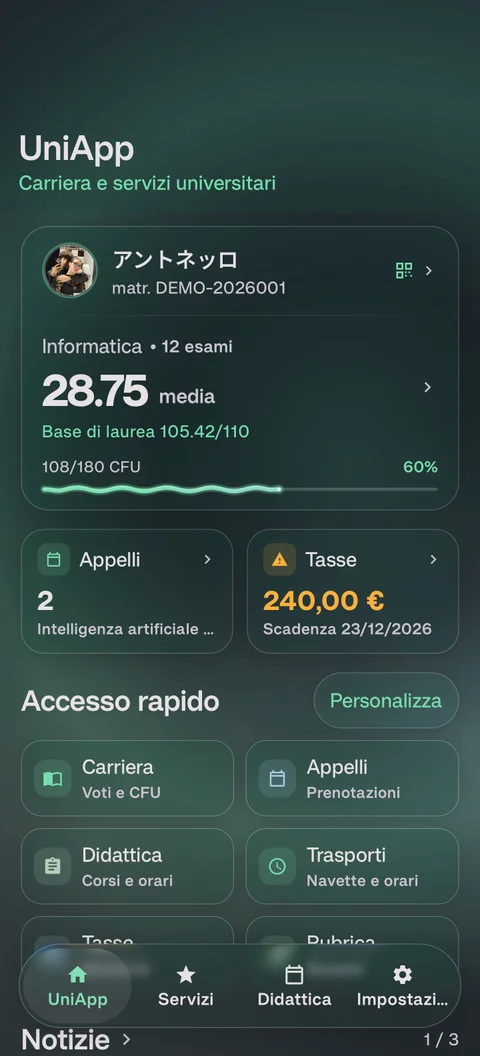 UniApp
Carriera e servizi universitari
アントネッロ
matr. DEMO-2026001
Informatica • 12 esami
28.75 media
Base di laurea 105.42/110
108/180 CFU
60%
Appelli
2
Intelligenza artificiale ...
Tasse
240,00 €
Scadenza 23/12/2026
Accesso rapido
Personalizza
Carriera
Voti e CFU
Appelli
Prenotazioni
Didattica
Corsi e orari
Trasporti
Navette e orari
Tasse
Rubrica
UniApp
Servizi
Didattica
Impostazi...
Notizie
1 / 3